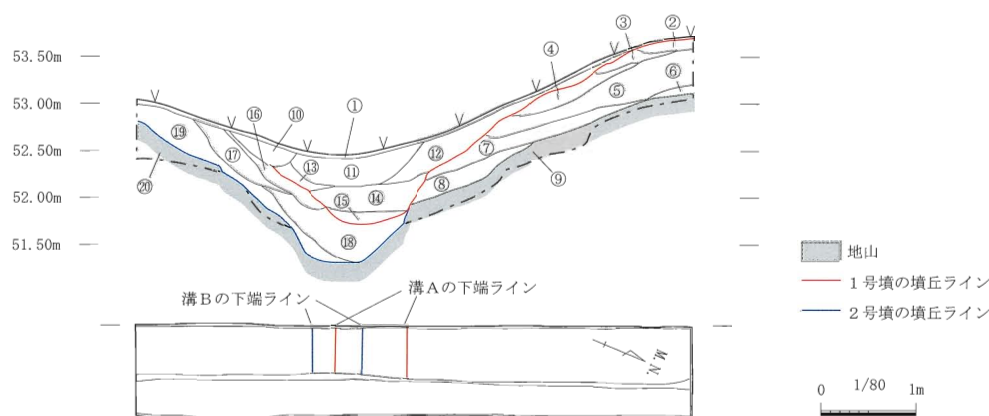 53.50m
53.00m
52.50m
52.00m
51.50m
①
②
③
④
⑤
⑥
⑦
⑧
⑨
⑩
⑪
⑫
⑬
⑭
⑮
⑯
⑰
⑱
⑲
⑳
地山
1号墳の墳丘ライン
2号墳の墳丘ライン
溝Bの下端ライン
溝Aの下端ライン
M.N.
0 1/80 1m